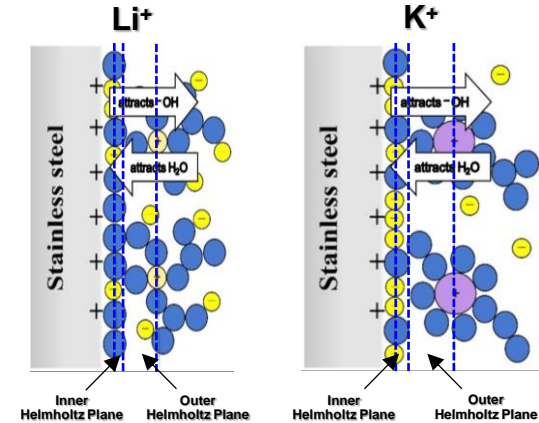 Li+
K+
Stainless steel
+
+
+
+
+
+
attracts -OH
attracts H2O
Stainless steel
+
+
+
+
+
+
attracts -OH
attracts H2O
Inner
Helmholtz Plane
Outer
Helmholtz Plane
Inner
Helmholtz Plane
Outer
Helmholtz Plane